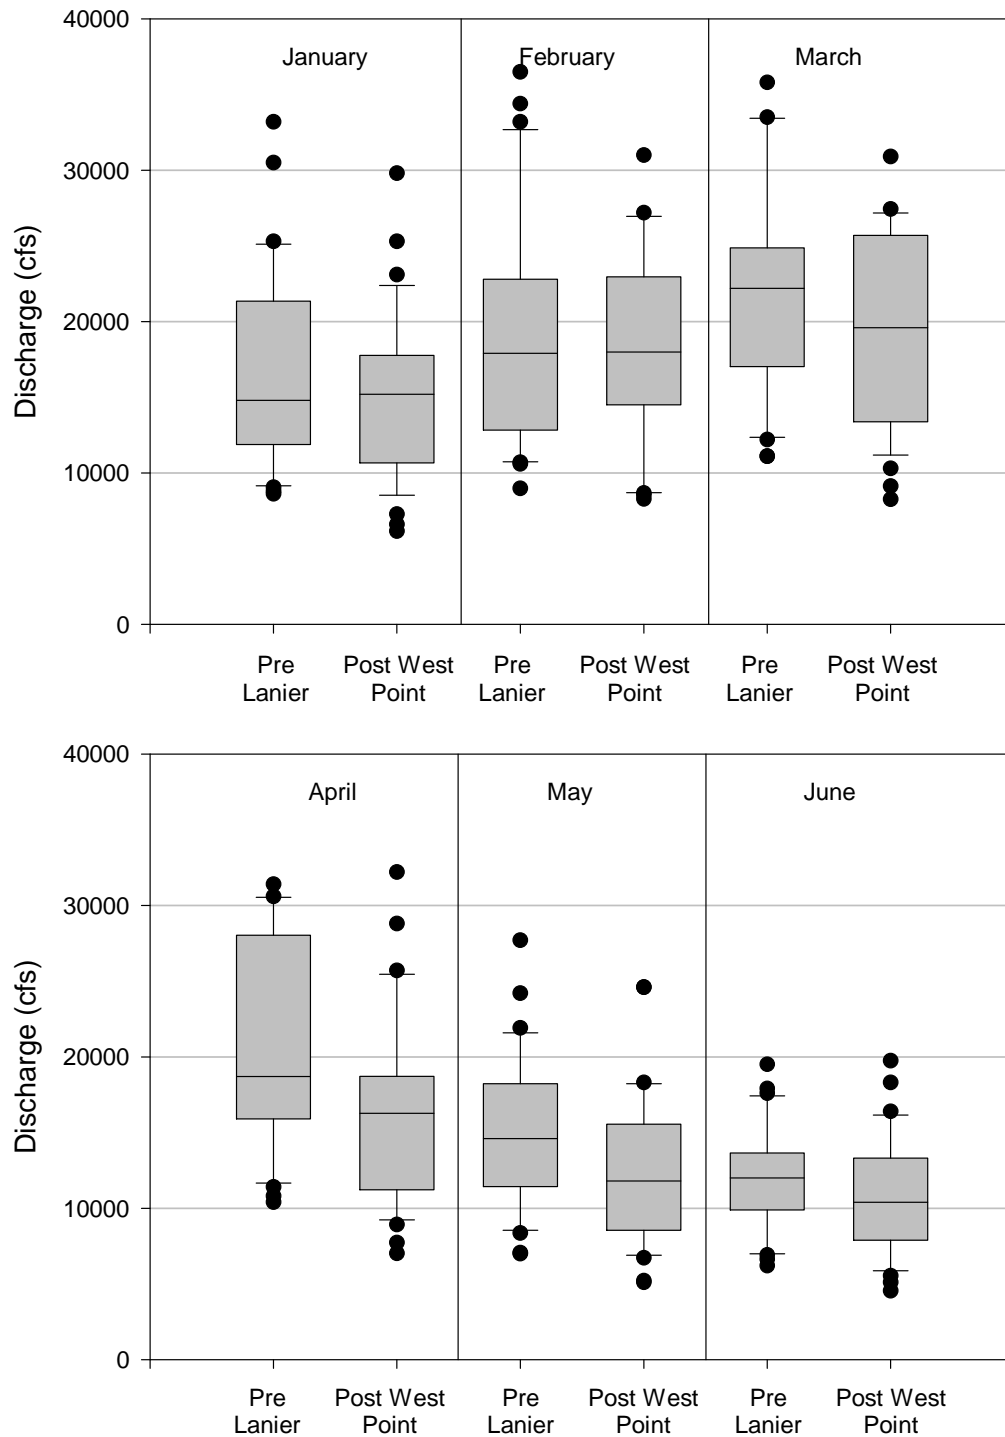 40000
January February March
30000
20000
10000
0
Discharge (cfs)
Pre Post West Pre Post West Pre Post West
Lanier Point Lanier Point Lanier Point
40000
April May June
30000
20000
10000
0
Discharge (cfs)
Pre Post West Pre Post West Pre Post West
Lanier Point Lanier Point Lanier Point